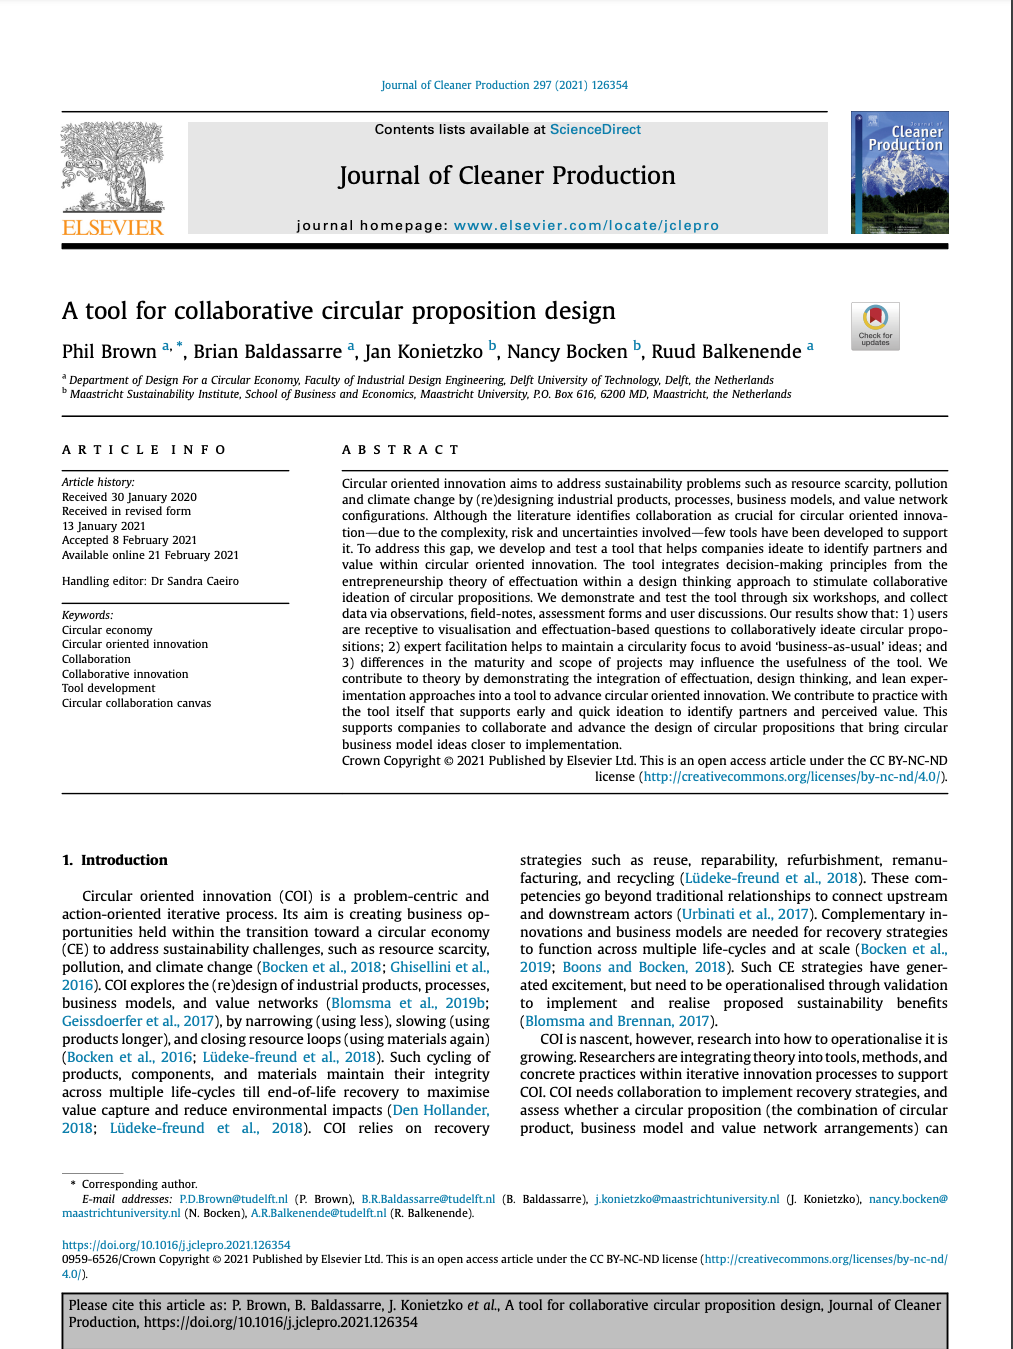 Journal of Cleaner Production 297 (2021) 126354
Contents lists available at ScienceDirect
Journal of Cleaner Production
journal homepage: www.elsevier.com/locate/jclepro
ELSEVIER
Journal of
Cleaner
Production
A tool for collaborative circular proposition design
Check for
updates
Phil Brown a, *, Brian Baldassarre a, Jan Konietzko b, Nancy Bocken b, Ruud Balkenende a
a Department of Design For a Circular Economy, Faculty of Industrial Design Engineering, Delft University of Technology, Delft, the Netherlands
b Maastricht Sustainability Institute, School of Business and Economics, Maastricht University, P.O. Box 616, 6200 MD, Maastricht, the Netherlands
ARTICLE INFO
Article history:
Received 30 January 2020
Received in revised form
13 January 2021
Accepted 8 February 2021
Available online 21 February 2021
Handling editor: Dr Sandra Caeiro
Keywords:
Circular economy
Circular oriented innovation
Collaboration
Collaborative innovation
Tool development
Circular collaboration canvas
ABSTRACT
Circular oriented innovation aims to address sustainability problems such as resource scarcity, pollution
and climate change by (re)designing industrial products, processes, business models, and value network
configurations. Although the literature identifies collaboration as crucial for circular oriented innova-
tion—due to the complexity, risk and uncertainties involved—few tools have been developed to support
it. To address this gap, we develop and test a tool that helps companies ideate to identify partners and
value within circular oriented innovation. The tool integrates decision-making principles from the
entrepreneurship theory of effectuation within a design thinking approach to stimulate collaborative
ideation of circular propositions. We demonstrate and test the tool through six workshops, and collect
data via observations, field-notes, assessment forms and user discussions. Our results show that: 1) users
are receptive to visualisation and effectuation-based questions to collaboratively ideate circular propo-
sitions; 2) expert facilitation helps to maintain a circularity focus to avoid ‘business-as-usual’ ideas; and
3) differences in the maturity and scope of projects may influence the usefulness of the tool. We
contribute to theory by demonstrating the integration of effectuation, design thinking, and lean exper-
imentation approaches into a tool to advance circular oriented innovation. We contribute to practice with
the tool itself that supports early and quick ideation to identify partners and perceived value. This
supports companies to collaborate and advance the design of circular propositions that bring circular
business model ideas closer to implementation.
Crown Copyright © 2021 Published by Elsevier Ltd. This is an open access article under the CC BY-NC-ND
license (http://creativecommons.org/licenses/by-nc-nd/4.0/).
1. Introduction
Circular oriented innovation (COI) is a problem-centric and
action-oriented iterative process. Its aim is creating business op-
portunities held within the transition toward a circular economy
(CE) to address sustainability challenges, such as resource scarcity,
pollution, and climate change (Bocken et al., 2018; Ghisellini et al.,
2016). COI explores the (re)design of industrial products, processes,
business models, and value networks (Blomsma et al., 2019b;
Geissdoerfer et al., 2017), by narrowing (using less), slowing (using
products longer), and closing resource loops (using materials again)
(Bocken et al., 2016; Lüdeke-freund et al., 2018). Such cycling of
products, components, and materials maintain their integrity
across multiple life-cycles till end-of-life recovery to maximise
value capture and reduce environmental impacts (Den Hollander,
2018; Lüdeke-freund et al., 2018). COI relies on recovery
strategies such as reuse, reparability, refurbishment, remanu-
facturing, and recycling (Lüdeke-freund et al., 2018). These com-
petencies go beyond traditional relationships to connect upstream
and downstream actors (Urbinati et al., 2017). Complementary in-
novations and business models are needed for recovery strategies
to function across multiple life-cycles and at scale (Bocken et al.,
2019; Boons and Bocken, 2018). Such CE strategies have gener-
ated excitement, but need to be operationalised through validation
to implement and realise proposed sustainability benefits
(Blomsma and Brennan, 2017).
COI is nascent, however, research into how to operationalise it is
growing. Researchers are integrating theory into tools, methods, and
concrete practices within iterative innovation processes to support
COI. COI needs collaboration to implement recovery strategies, and
assess whether a circular proposition (the combination of circular
product, business model and value network arrangements) can
* Corresponding author.
E-mail addresses: P.D.Brown@tudelft.nl (P. Brown), B.R.Baldassarre@tudelft.nl (B. Baldassarre), j.konietzko@maastrichtuniversity.nl (J. Konietzko), nancy.bocken@
maastrichtuniversity.nl (N. Bocken), A.R.Balkenende@tudelft.nl (R. Balkenende).
https://doi.org/10.1016/j.jclepro.2021.126354
0959-6526/Crown Copyright © 2021 Published by Elsevier Ltd. This is an open access article under the CC BY-NC-ND license (http://creativecommons.org/licenses/by-nc-nd/
4.0/).
Please cite this article as: P. Brown, B. Baldassarre, J. Konietzko et al., A tool for collaborative circular proposition design, Journal of Cleaner
Production, https://doi.org/10.1016/j.jclepro.2021.126354